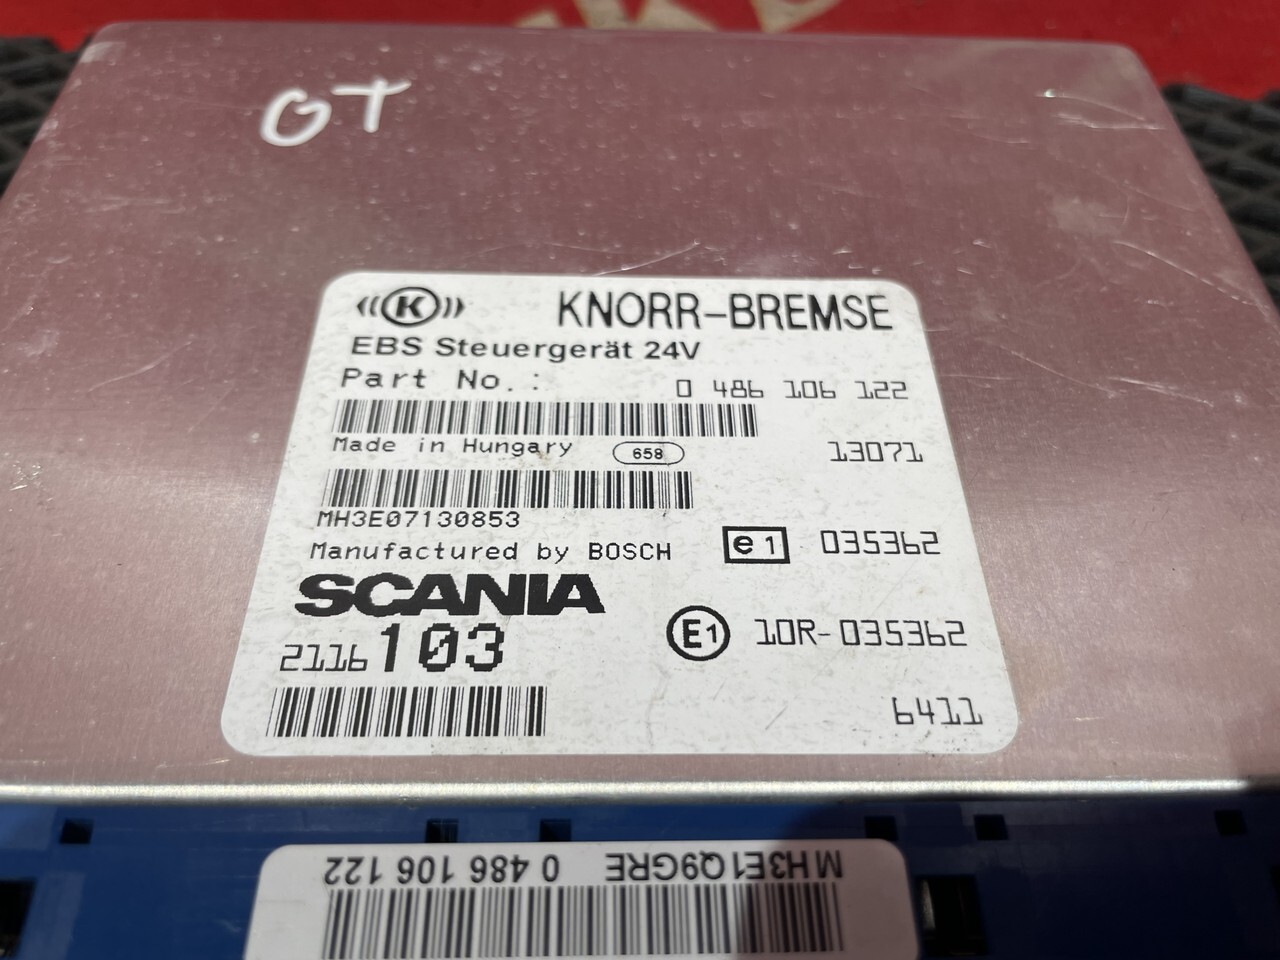 OT
K KNORR-BREMSE
EBS Steuergerät 24V
Part No.: 0 486 106 122
Made in Hungary 658 13071
MH3E07130853
Manufactured by BOSCH e1 035362
SCANIA
2116103 E1 10R-035362
6411
MH3E1Q9GRE 0 486 106 122